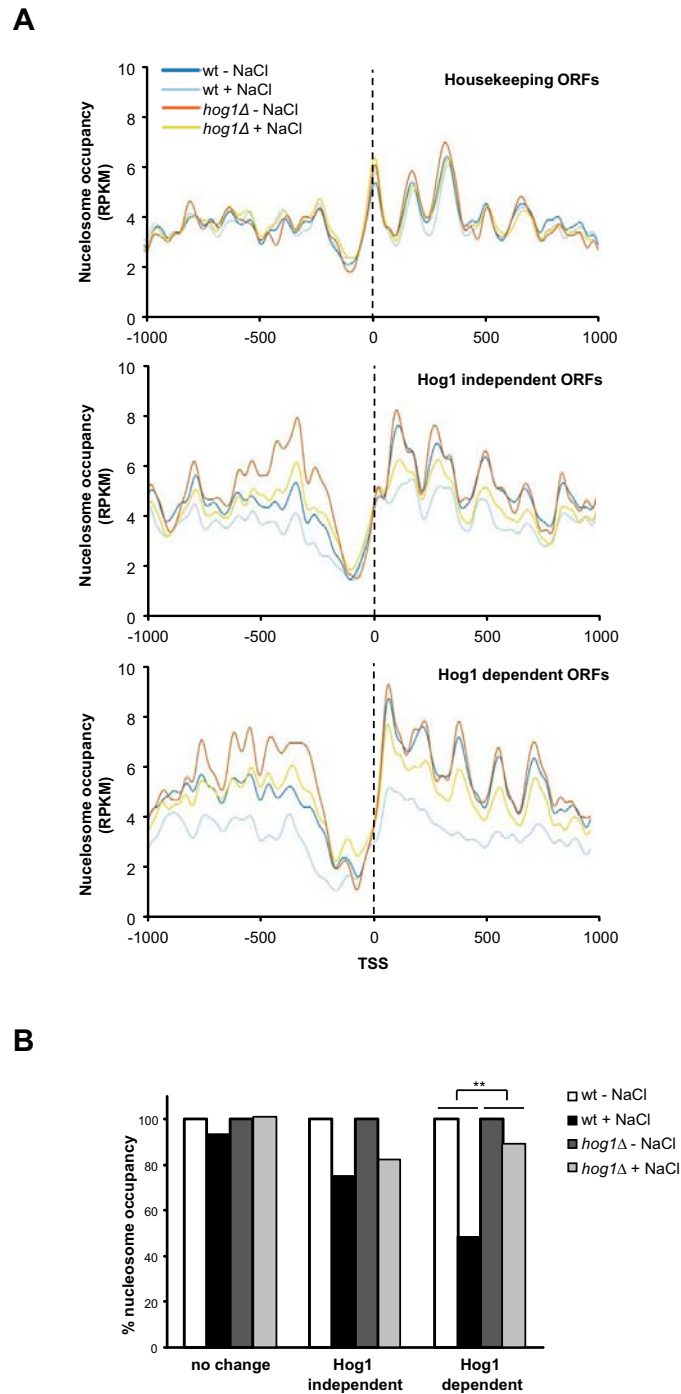 A
10
8
6
4
2
0
Nucelosome occupancy
(RPKM)
wt - NaCl
wt + NaCl
hog1Δ - NaCl
hog1Δ + NaCl
Housekeeping ORFs
-1000
-500
0
500
1000
10
8
6
4
2
0
Nucelosome occupancy
(RPKM)
Hog1 independent ORFs
-1000
-500
0
500
1000
10
8
6
4
2
0
Nucelosome occupancy
(RPKM)
Hog1 dependent ORFs
-1000
-500
0
500
1000
TSS
B
% nucleosome occupancy
100
80
60
40
20
0
**
wt - NaCl
wt + NaCl
hog1Δ - NaCl
hog1Δ + NaCl
no change
Hog1
independent
Hog1
dependent